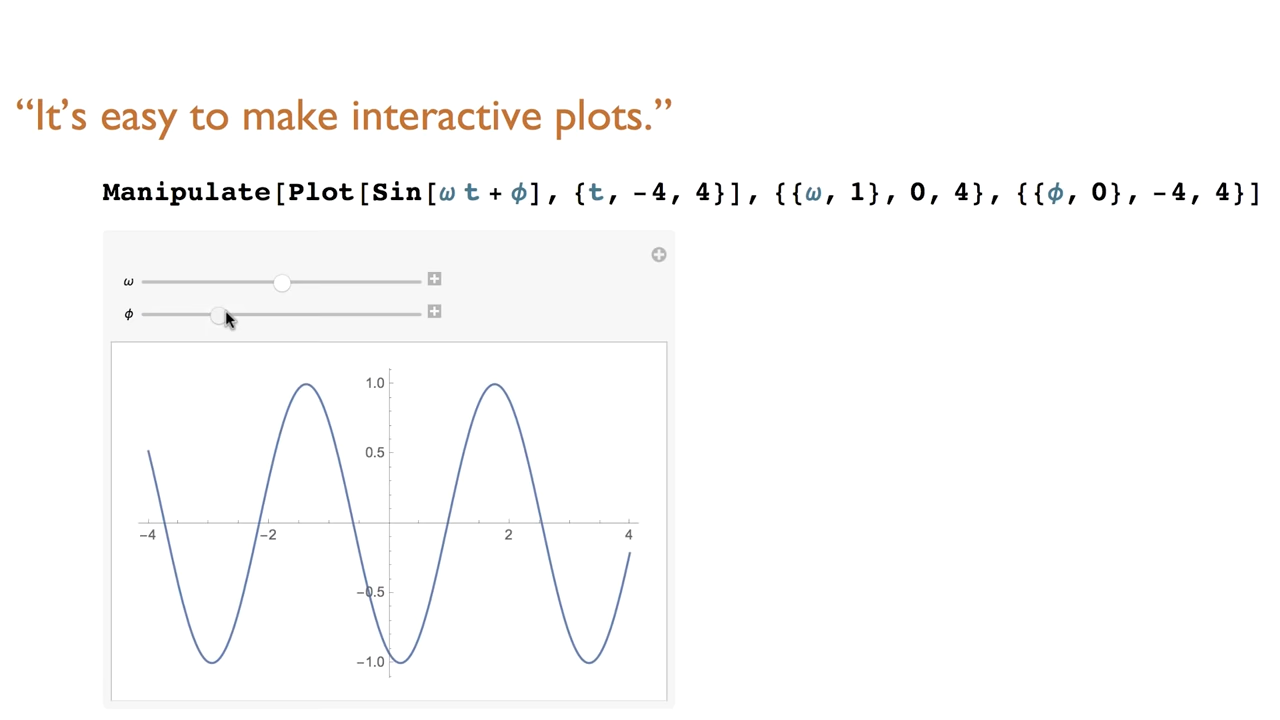 “It’s easy to make interactive plots.”
Manipulate[Plot[Sin[ω t + ϕ], {t, -4, 4}], {{ω, 1}, 0, 4}, {{ϕ, 0}, -4, 4}]
ω
ϕ
1.0
0.5
−4 −2 2 4
−0.5
−1.0